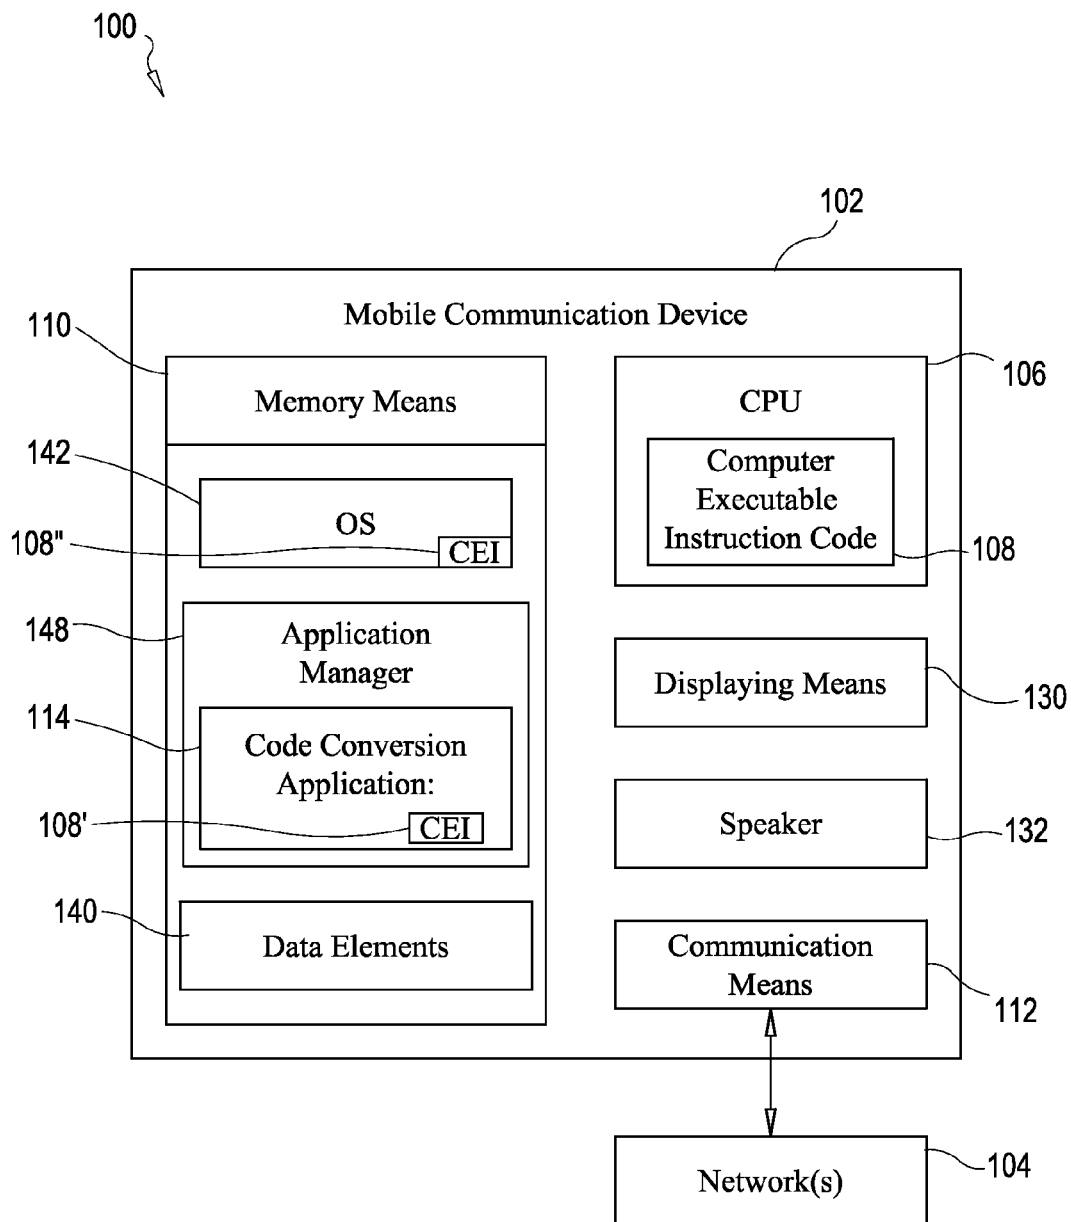 100
102
Mobile Communication Device
110
Memory Means
106
CPU
142
OS
108"
CEI
Computer
Executable
Instruction Code
108
148
Application
Manager
Displaying Means
130
114
Code Conversion
Application:
108'
CEI
Speaker
132
140
Data Elements
Communication
Means
112
Network(s)
104